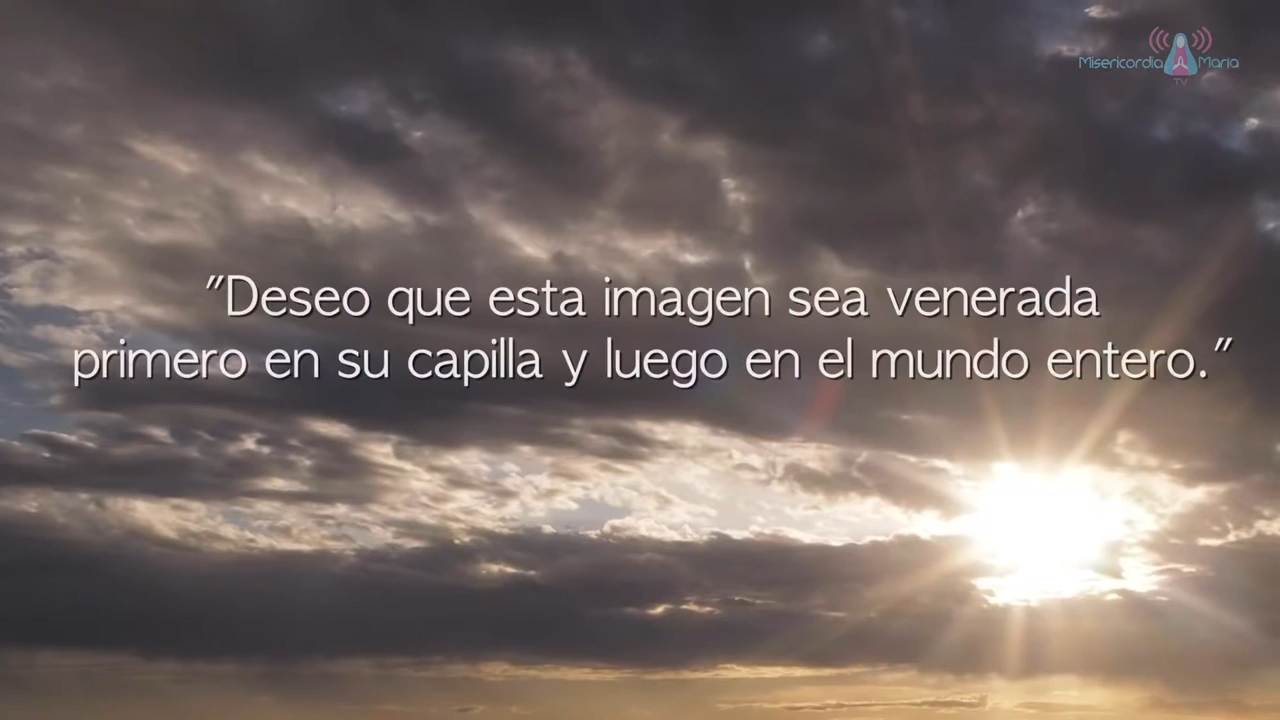 Misericordia Maria
TV
"Deseo que esta imagen sea venerada
primero en su capilla y luego en el mundo entero."